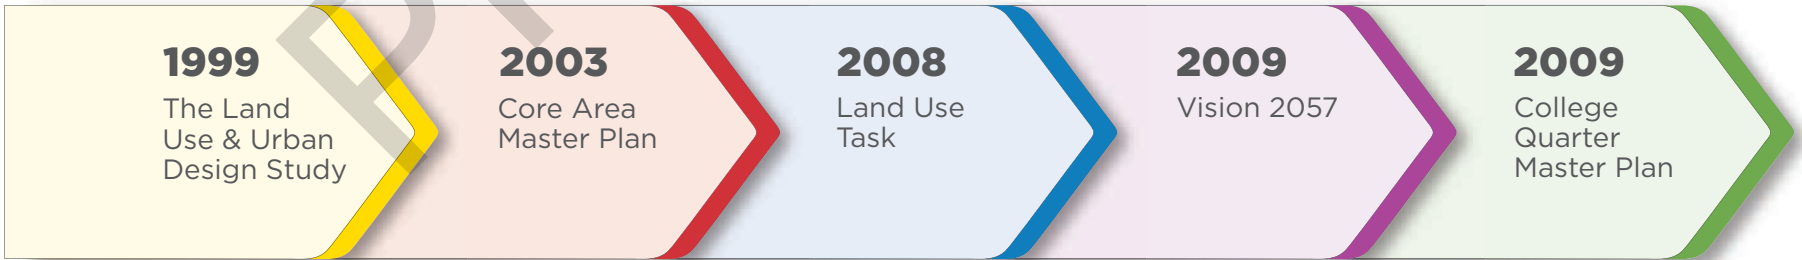 1999
The Land
Use & Urban
Design Study
2003
Core Area
Master Plan
2008
Land Use
Task
2009
Vision 2057
2009
College
Quarter
Master Plan